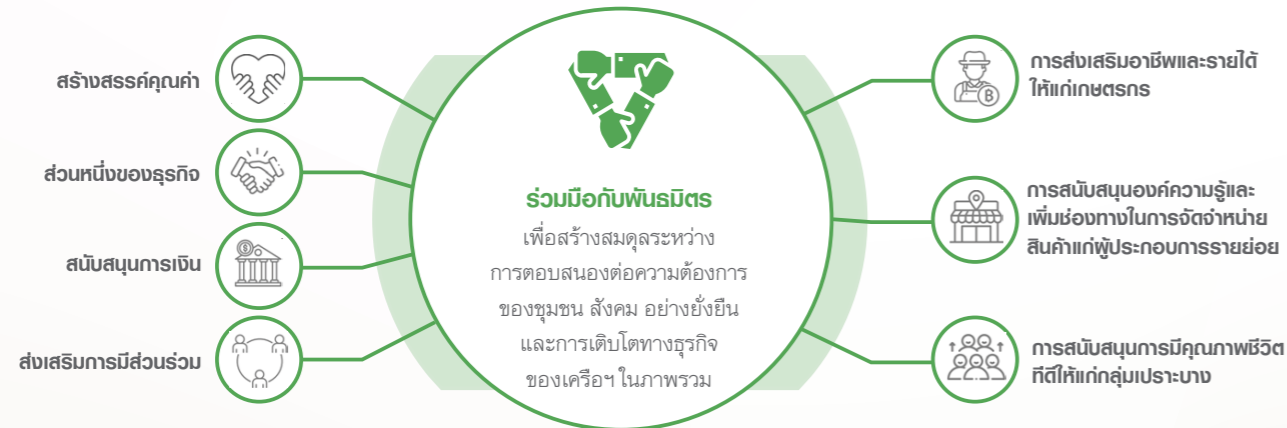 สร้างสรรค์คุณค่า
ส่วนหนึ่งของธุรกิจ
สนับสนุนการเงิน
ส่งเสริมการมีส่วนร่วม
ร่วมมือกับพันธมิตร
เพื่อสร้างสมดุลระหว่าง
การตอบสนองต่อความต้องการ
ของชุมชน สังคม อย่างยั่งยืน
และการเติบโตทางธุรกิจ
ของเครือฯ ในภาพรวม
การส่งเสริมอาชีพและรายได้
ให้แก่เกษตรกร
การสนับสนุนองค์ความรู้และ
เพิ่มช่องทางในการจัดจำหน่าย
สินค้าแก่ผู้ประกอบการรายย่อย
การสนับสนุนการมีคุณภาพชีวิต
ทีดีให้แก่กลุ่มเปราะบาง